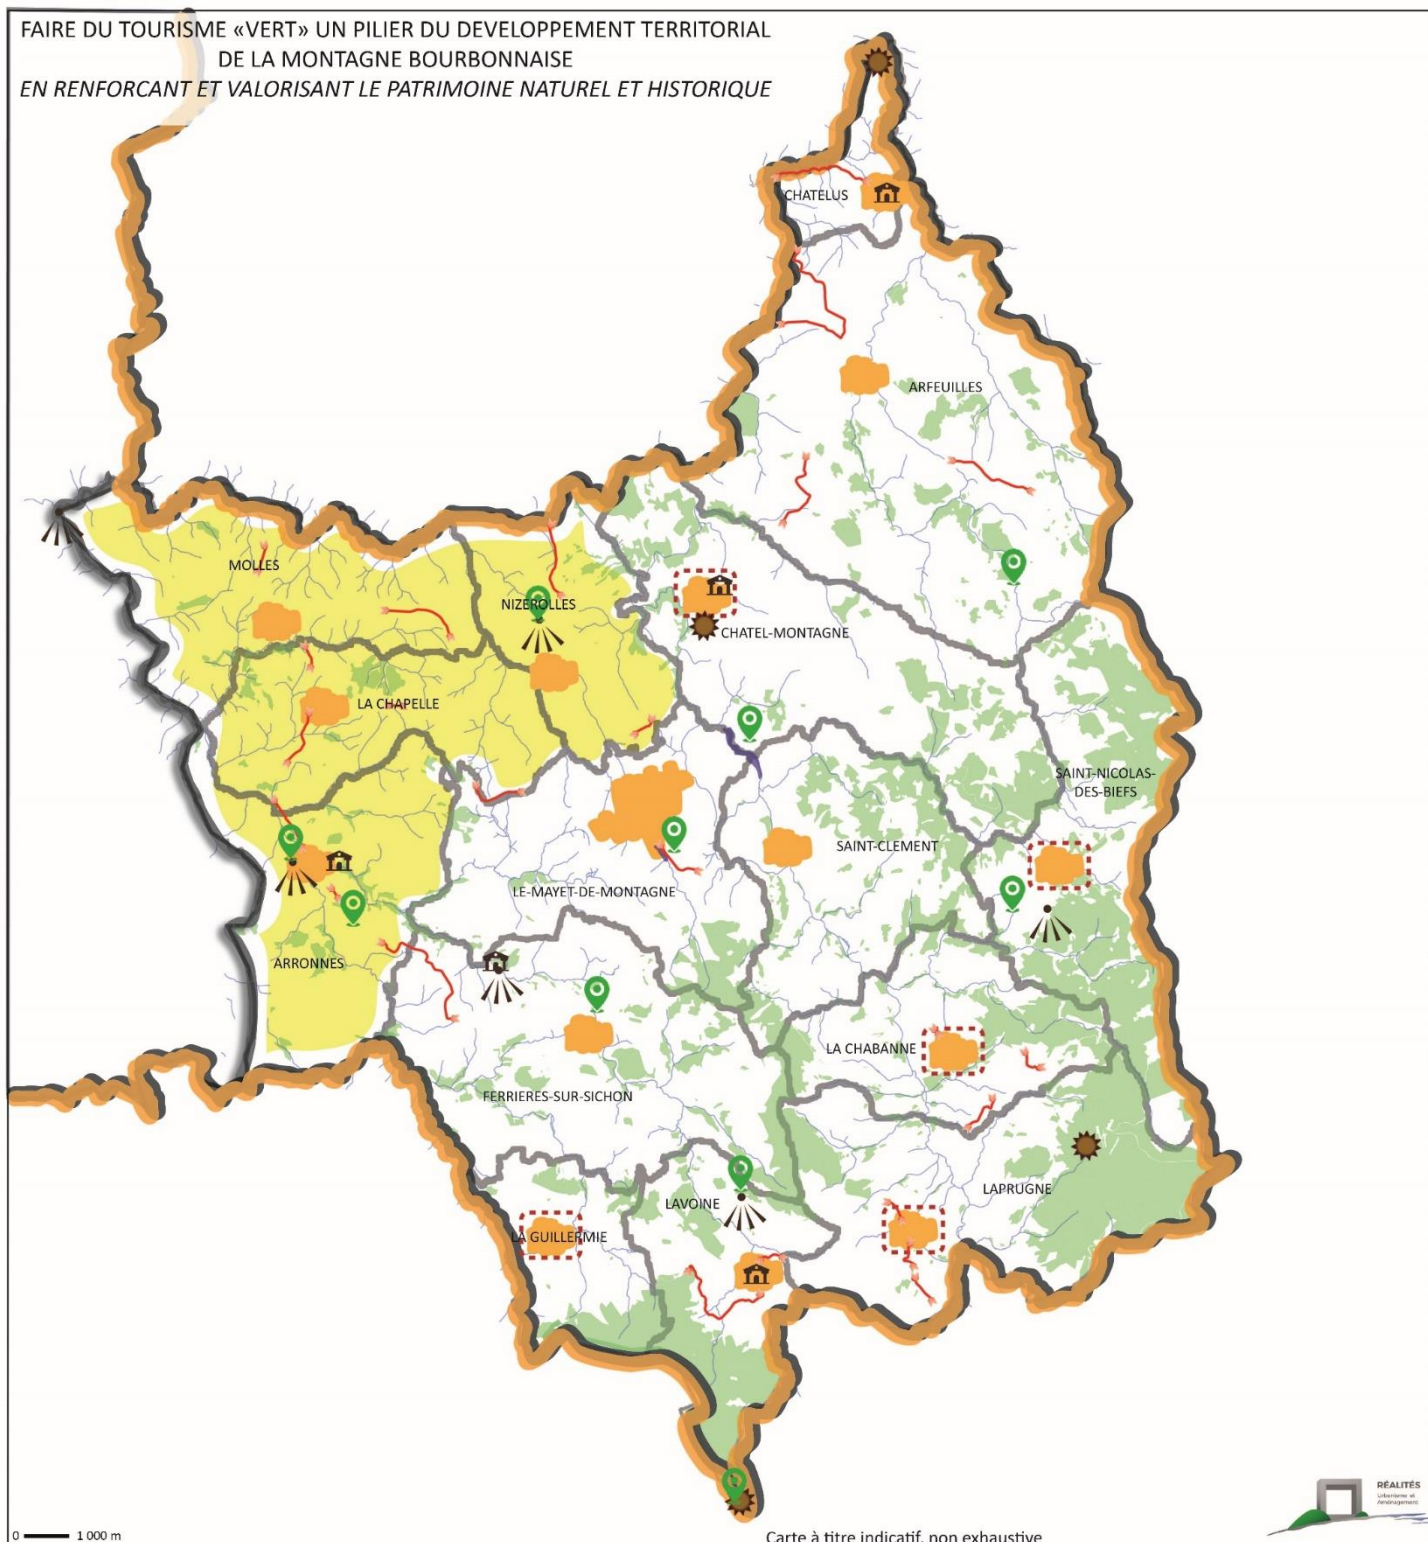 FAIRE DU TOURISME «VERT» UN PILIER DU DEVELOPPEMENT TERRITORIAL
DE LA MONTAGNE BOURBONNAISE
EN RENFORCANT ET VALORISANT LE PATRIMOINE NATUREL ET HISTORIQUE
CHATELUS
ARFEUILLES
MOLLES
NIZEROLLES
CHATEL-MONTAGNE
LA CHAPELLE
SAINT-NICOLAS-
DES-BIEFS
SAINT-CLEMENT
LE-MAYET-DE-MONTAGNE
ARRONNES
LA CHABANNE
FERRIERES-SUR-SICHON
LAPRUGNE
LAVOINE
LA GUILLERMIE
RÉALITÉS
Urbanisme et
Aménagement
0 1 000 m
Carte à titre indicatif, non exhaustive